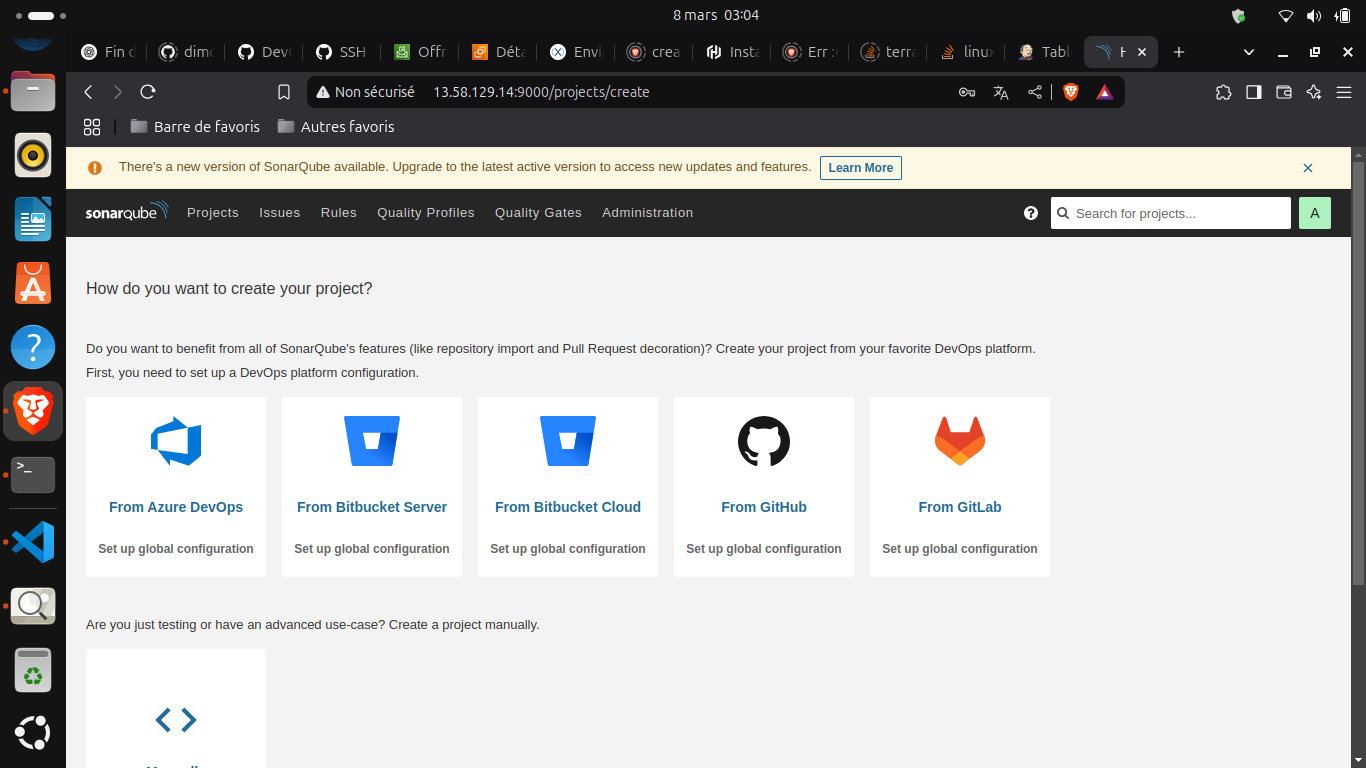 8 mars 03:04
Fin d
dimo
Dev
SSH
Offr
Déta
Envi
crea
Insta
Err :
terra
linux
Tabl
H
Non sécurisé 13.58.129.14:9000/projects/create
Barre de favoris Autres favoris
There's a new version of SonarQube available. Upgrade to the latest active version to access new updates and features. Learn More
sonarqube Projects Issues Rules Quality Profiles Quality Gates Administration Search for projects... A
How do you want to create your project?
Do you want to benefit from all of SonarQube's features (like repository import and Pull Request decoration)? Create your project from your favorite DevOps platform.
First, you need to set up a DevOps platform configuration.
From Azure DevOps
Set up global configuration
From Bitbucket Server
Set up global configuration
From Bitbucket Cloud
Set up global configuration
From GitHub
Set up global configuration
From GitLab
Set up global configuration
Are you just testing or have an advanced use-case? Create a project manually.